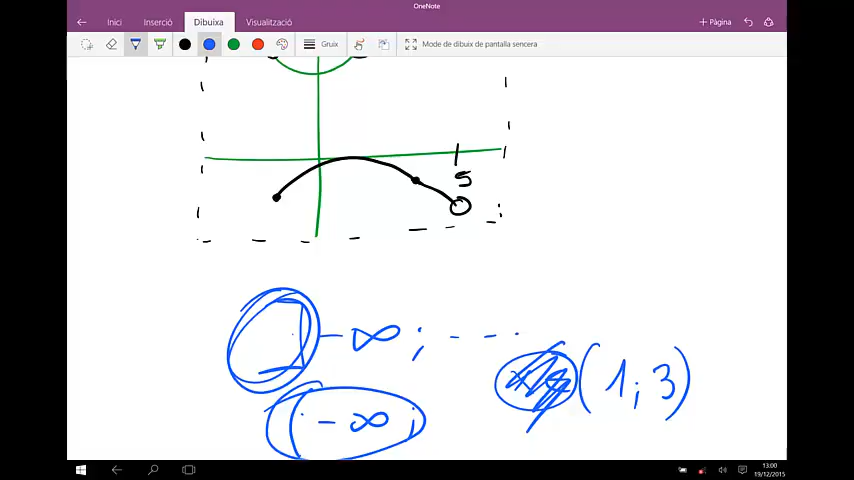 OneNote
Inici Inserció Dibuixa Visualització + Pàgina
Gruix Mode de dibuix de pantalla sencera
5
]-∞; ---
(1; 3)
(-∞;
13:00
19/12/2015